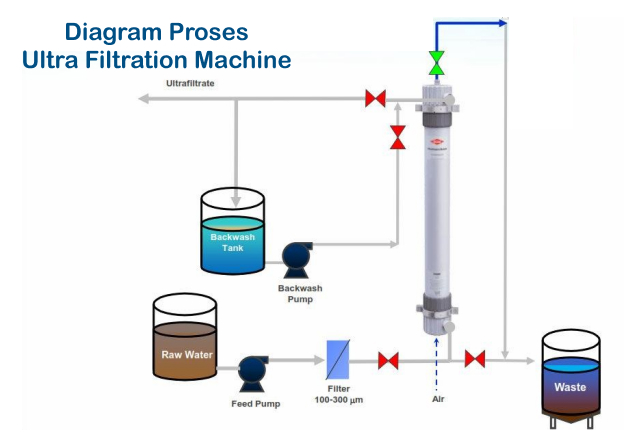 Diagram Proses
Ultra Filtration Machine
Ultrafiltrate
Backwash
Tank
Backwash
Pump
Raw Water
Feed Pump
Filter
100-300 µm
Air
Waste